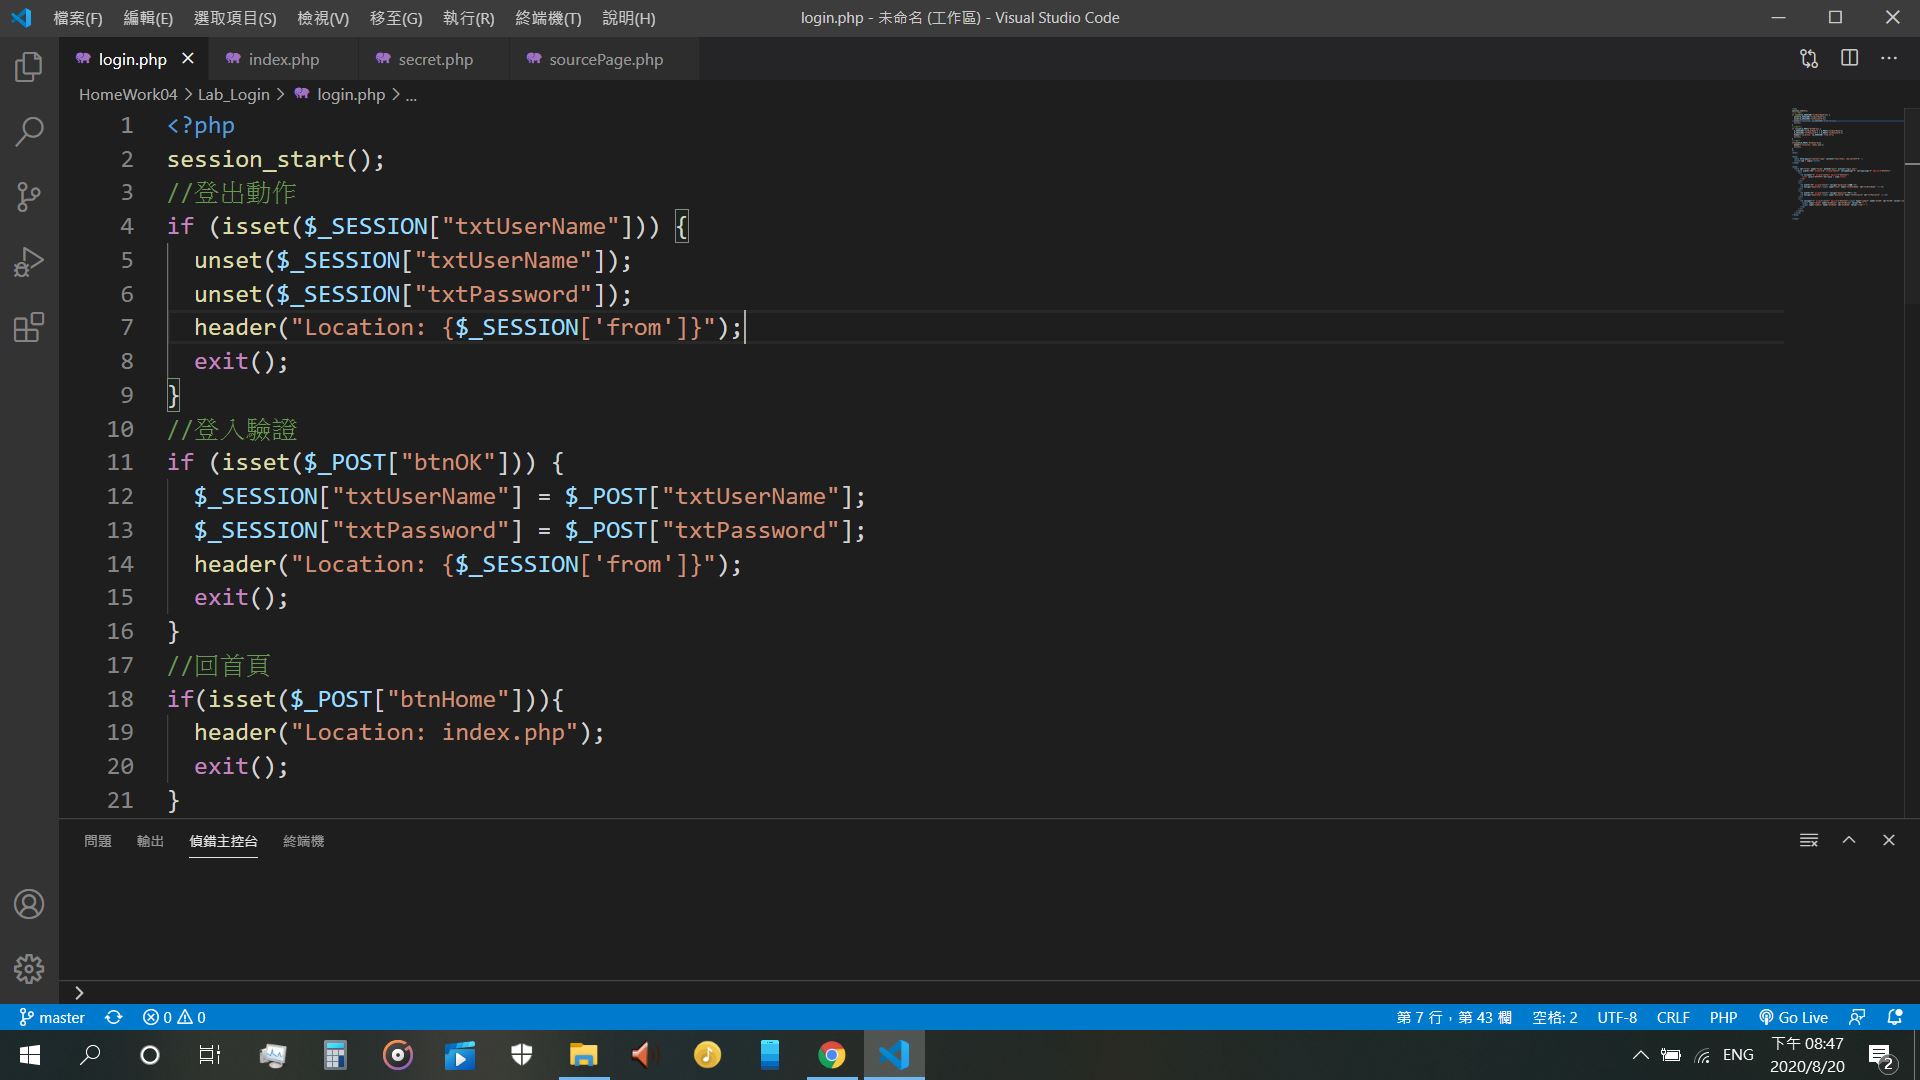 檔案(F) 編輯(E) 選取項目(S) 檢視(V) 移至(G) 執行(R) 終端機(T) 說明(H) login.php - 未命名 (工作區) - Visual Studio Code
login.php index.php secret.php sourcePage.php
HomeWork04 > Lab_Login > login.php > ...
1 <?php
2 session_start();
3 //登出動作
4 if (isset($_SESSION["txtUserName"])) {
5 unset($_SESSION["txtUserName"]);
6 unset($_SESSION["txtPassword"]);
7 header("Location: {$_SESSION['from']}");
8 exit();
9 }
10 //登入驗證
11 if (isset($_POST["btnOK"])) {
12 $_SESSION["txtUserName"] = $_POST["txtUserName"];
13 $_SESSION["txtPassword"] = $_POST["txtPassword"];
14 header("Location: {$_SESSION['from']}");
15 exit();
16 }
17 //回首頁
18 if(isset($_POST["btnHome"])){
19 header("Location: index.php");
20 exit();
21 }
問題 輸出 偵錯主控台 終端機
master 0 0 第 7 行，第 43 欄 空格: 2 UTF-8 CRLF PHP Go Live
ENG 下午 08:47
2020/8/20 2